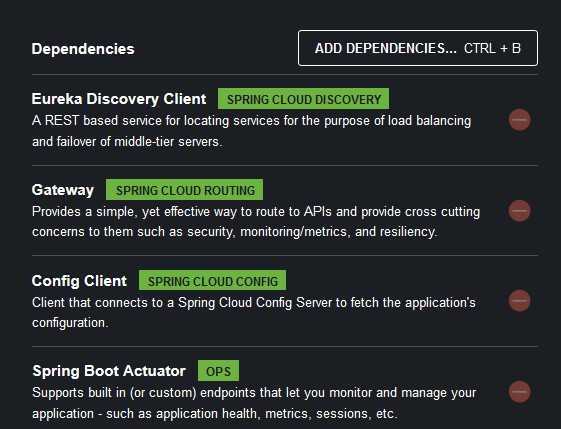 Dependencies
ADD DEPENDENCIES... CTRL + B
Eureka Discovery Client SPRING CLOUD DISCOVERY
A REST based service for locating services for the purpose of load balancing
and failover of middle-tier servers.
Gateway SPRING CLOUD ROUTING
Provides a simple, yet effective way to route to APIs and provide cross cutting
concerns to them such as security, monitoring/metrics, and resiliency.
Config Client SPRING CLOUD CONFIG
Client that connects to a Spring Cloud Config Server to fetch the application's
configuration.
Spring Boot Actuator OPS
Supports built in (or custom) endpoints that let you monitor and manage your
application - such as application health, metrics, sessions, etc.